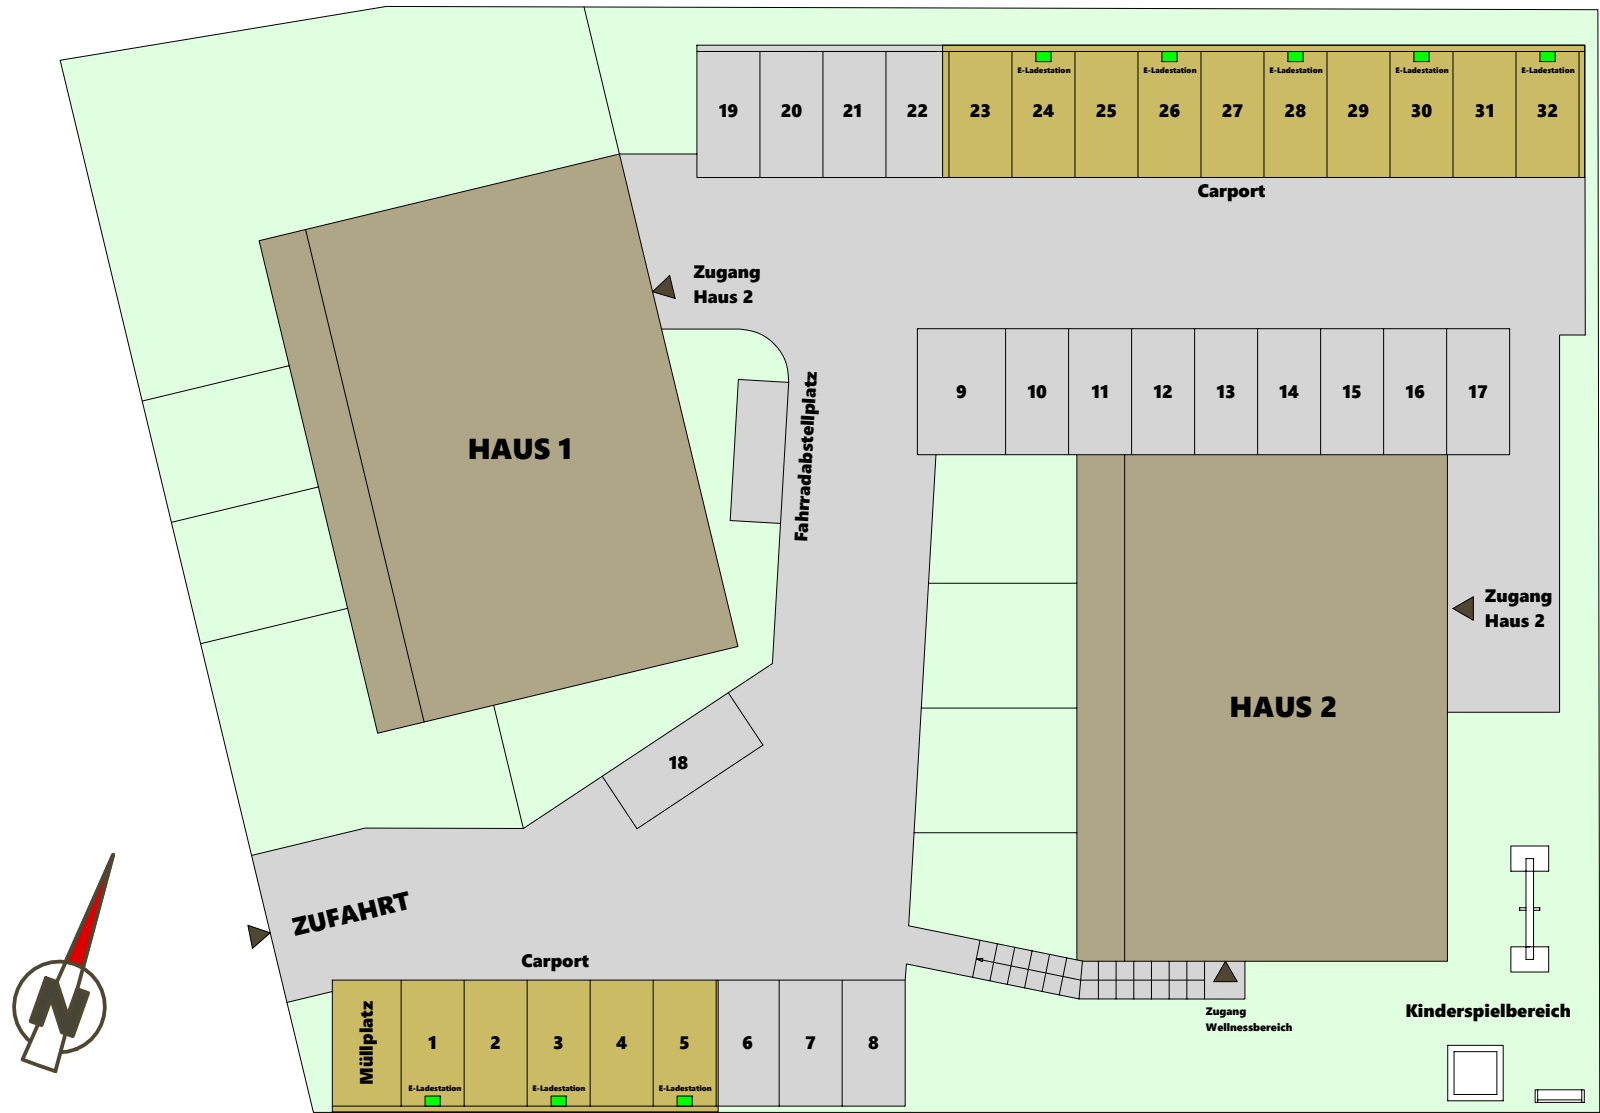 E-Ladestation E-Ladestation E-Ladestation E-Ladestation E-Ladestation
19 20 21 22 23 24 25 26 27 28 29 30 31 32
Carport
Zugang
Haus 2
Fahrradabstellplatz
9 10 11 12 13 14 15 16 17
HAUS 1
Zugang
Haus 2
HAUS 2
18
ZUFAHRT
N
Carport
Müllplatz
1 2 3 4 5 6 7 8
E-Ladestation E-Ladestation E-Ladestation
Zugang
Wellnessbereich
Kinderspielbereich